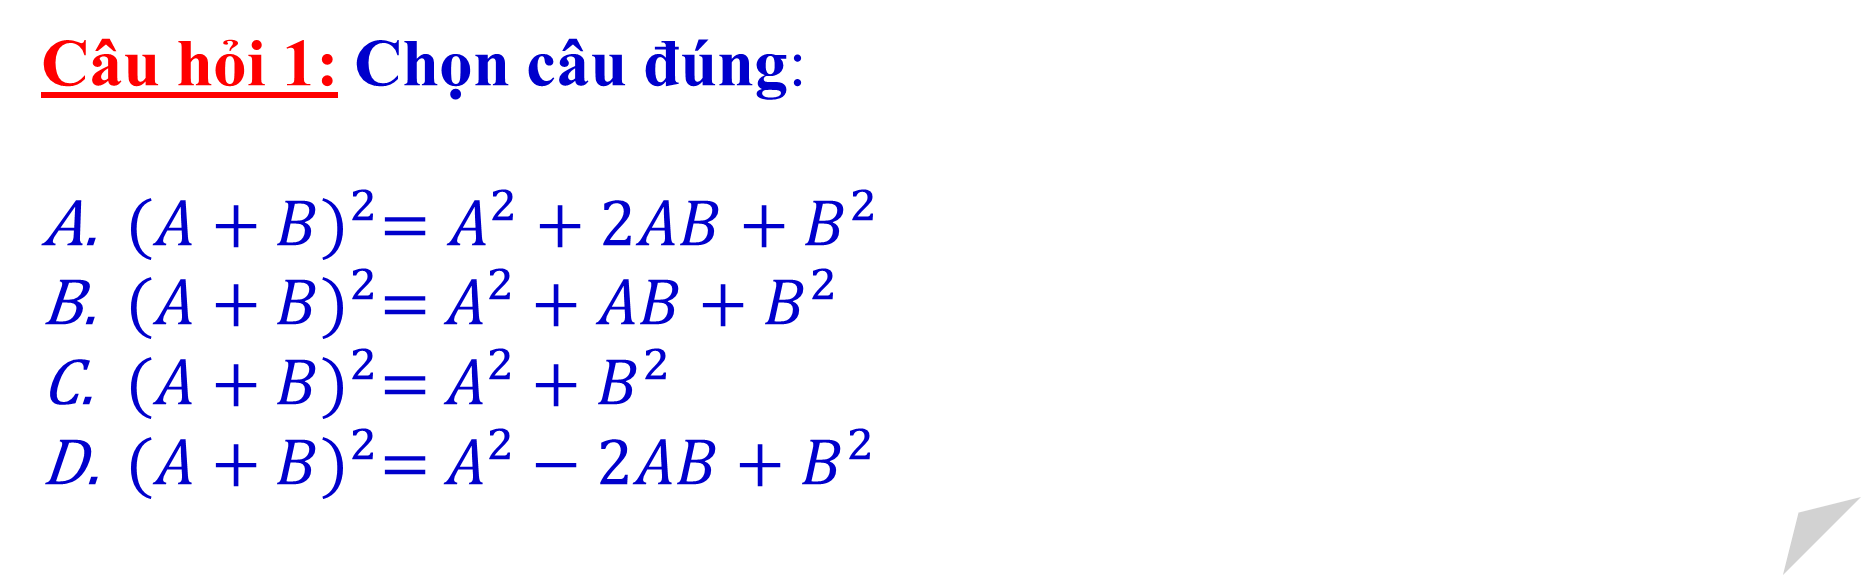 Câu hỏi 1: Chọn câu đúng:
A. (A + B)²= A² + 2AB + B²
B. (A + B)²= A² + AB + B²
C. (A + B)²= A² + B²
D. (A + B)²= A² − 2AB + B²